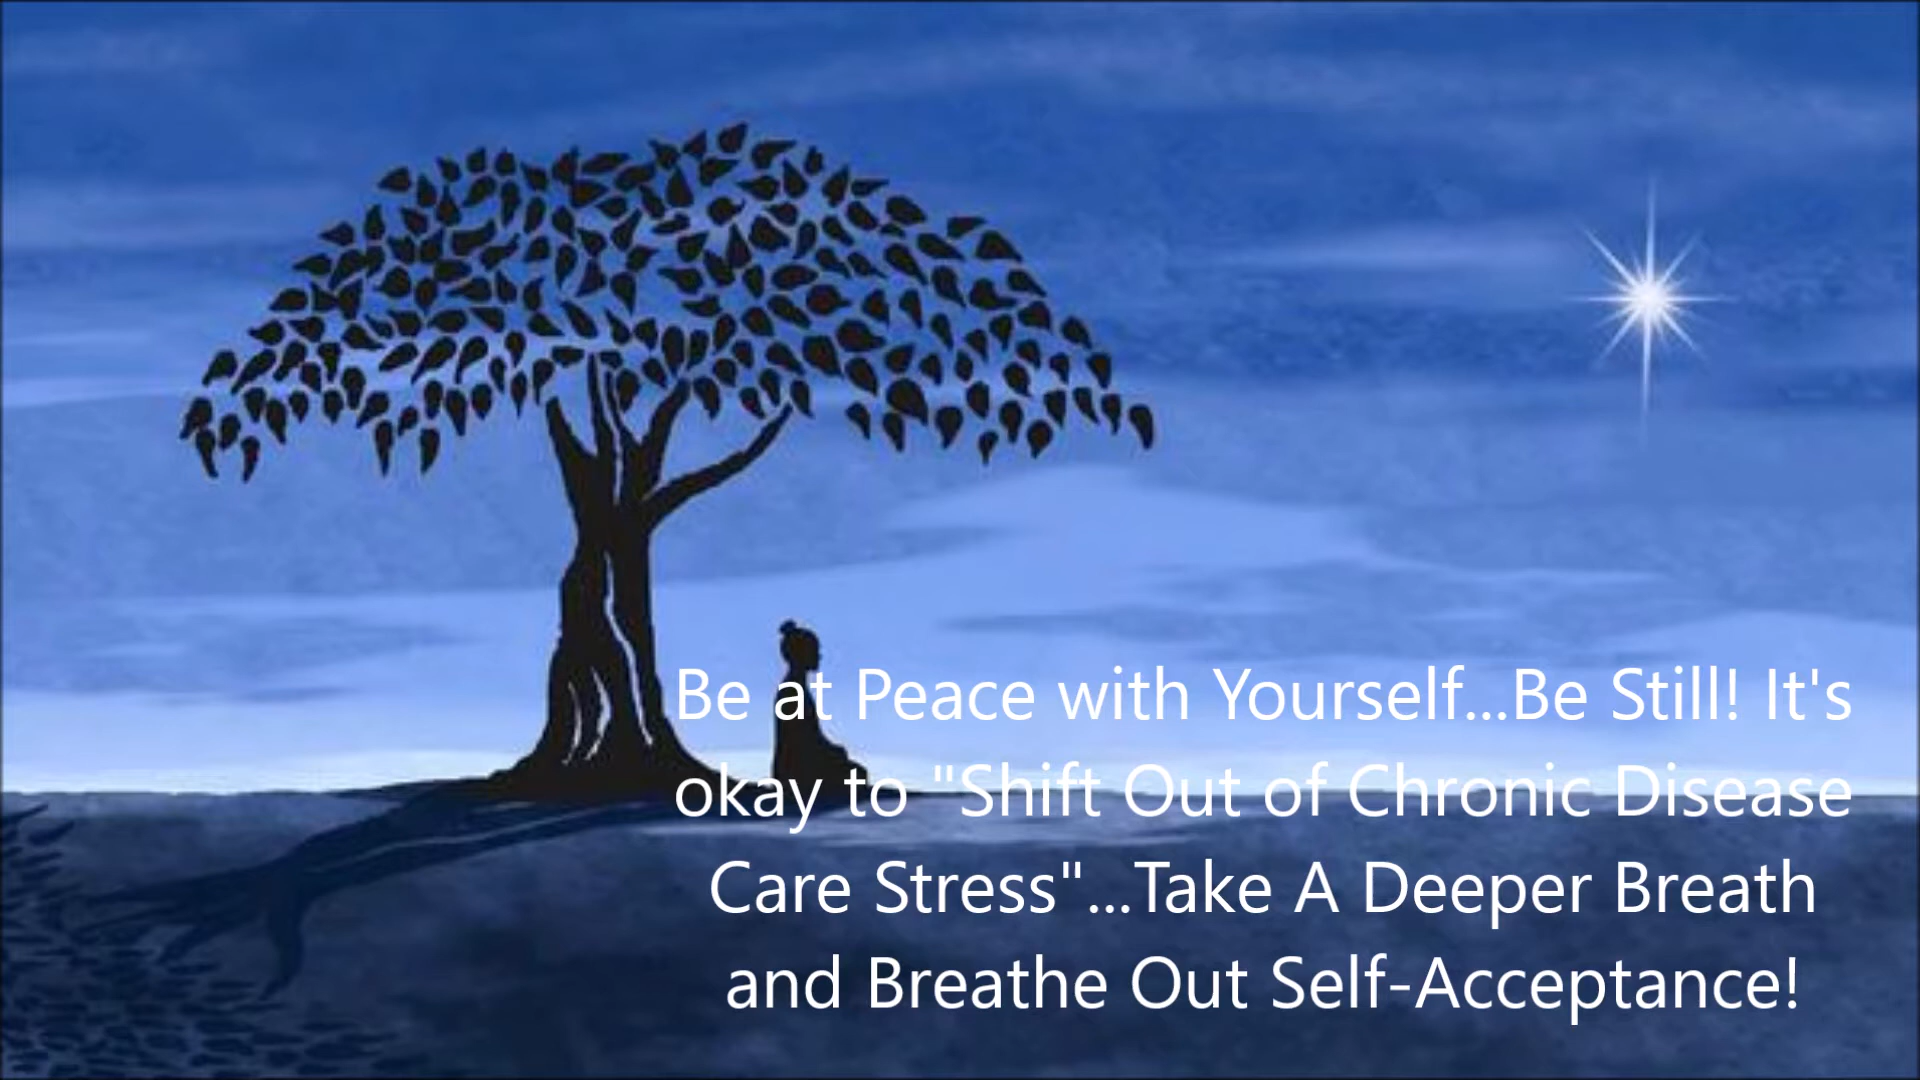 Be at Peace with Yourself...Be Still! It's
okay to "Shift Out of Chronic Disease
Care Stress"...Take A Deeper Breath
and Breathe Out Self-Acceptance!